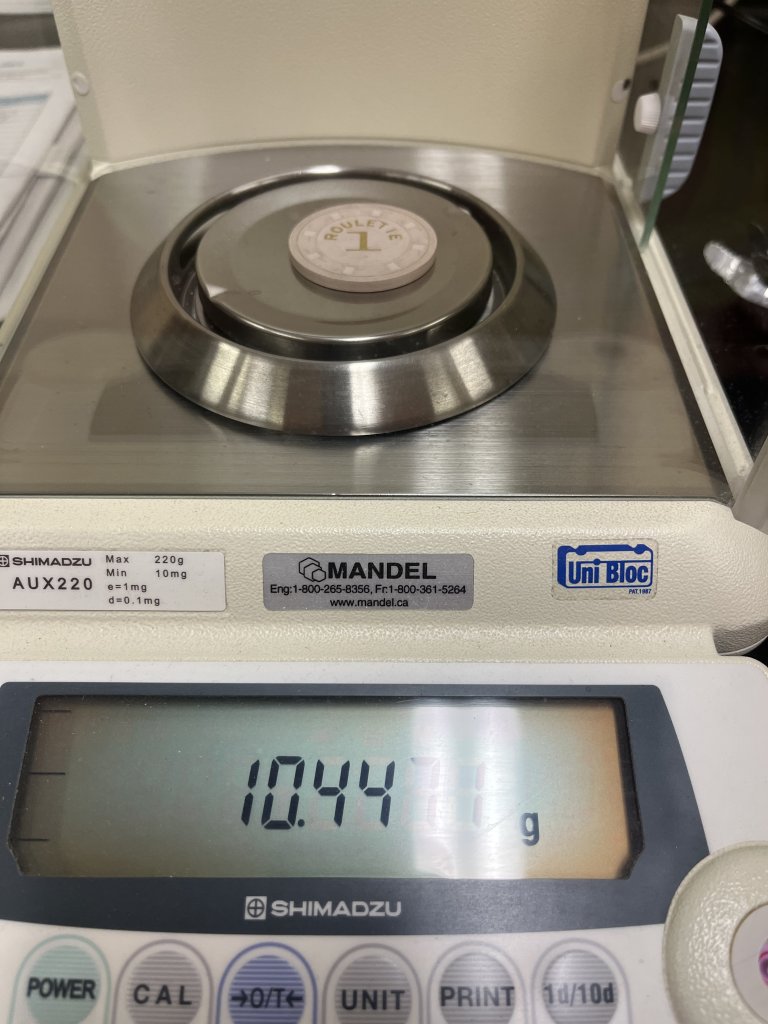 ROULETTE
1
SHIMADZU
AUX220
Max 220g
Min 10mg
e=1mg
d=0.1mg
MANDEL
Eng:1-800-265-8356, Fr:1-800-361-5264
www.mandel.ca
Uni Bloc
PAT.1987
10.44
g
SHIMADZU
POWER
CAL
→O/T←
UNIT
PRINT
1d/10d